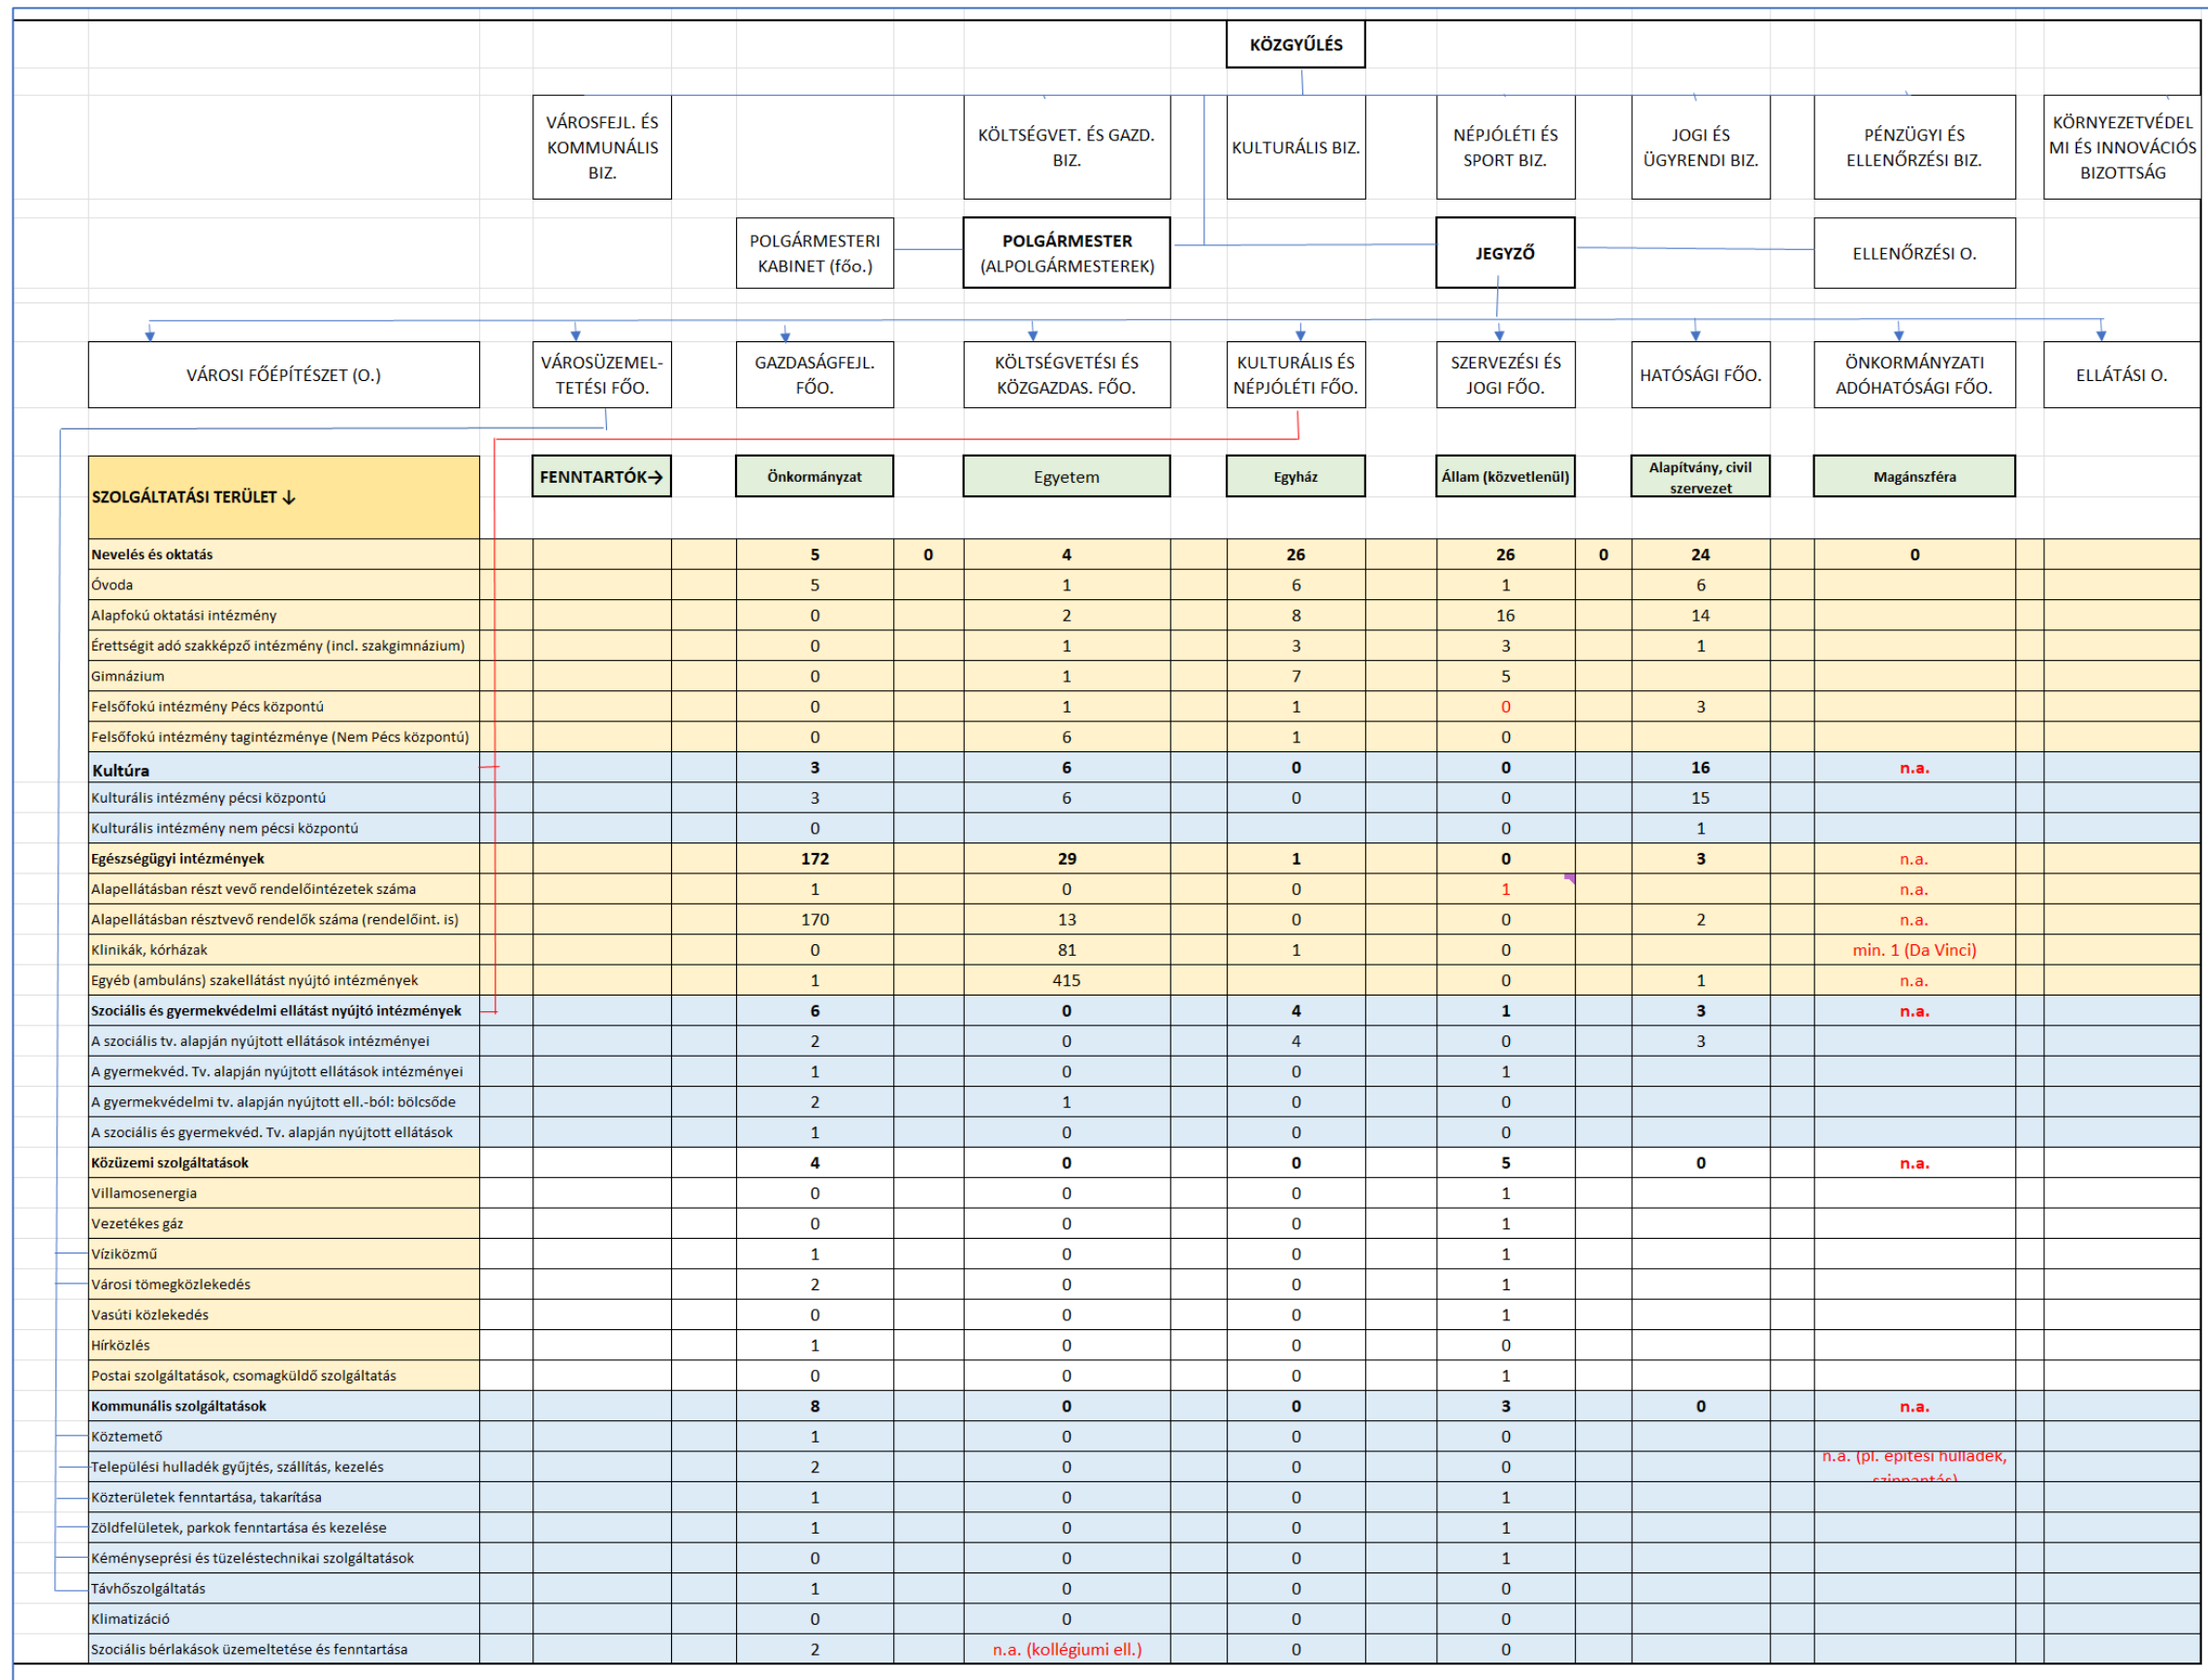 KÖZGYŰLÉS
VÁROSFEJL. ÉS
KOMMUNÁLIS
BIZ.
KÖLTSÉGVET. ÉS GAZD.
BIZ.
KULTURÁLIS BIZ.
NÉPJÓLÉTI ÉS
SPORT BIZ.
JOGI ÉS
ÜGYRENDI BIZ.
PÉNZÜGYI ÉS
ELLENŐRZÉSI BIZ.
KÖRNYEZETVÉDEL
MI ÉS INNOVÁCIÓS
BIZOTTSÁG
POLGÁRMESTERI
KABINET (főo.)
POLGÁRMESTER
(ALPOLGÁRMESTEREK)
JEGYZŐ
ELLENŐRZÉSI O.
VÁROSI FŐÉPÍTÉSZET (O.)
VÁROSÜZEMEL-
TETÉSI FŐO.
GAZDASÁGFEJL.
FŐO.
KÖLTSÉGVETÉSI ÉS
KÖZGAZDAS. FŐO.
KULTURÁLIS ÉS
NÉPJÓLÉTI FŐO.
SZERVEZÉSI ÉS
JOGI FŐO.
HATÓSÁGI FŐO.
ÖNKORMÁNYZATI
ADÓHATÓSÁGI FŐO.
ELLÁTÁSI O.
SZOLGÁLTATÁSI TERÜLET ↓
FENNTARTÓK→
Önkormányzat
Egyetem
Egyház
Állam (közvetlenül)
Alapítvány, civil
szervezet
Magánszféra
Nevelés és oktatás 5 0 4 26 26 0 24 0
Óvoda 5 1 6 1 6
Alapfokú oktatási intézmény 0 2 8 16 14
Érettségit adó szakképző intézmény (incl. szakgimnázium) 0 1 3 3 1
Gimnázium 0 1 7 5
Felsőfokú intézmény Pécs központú 0 1 1 0 3
Felsőfokú intézmény tagintézménye (Nem Pécs központú) 0 6 1 0
Kultúra 3 6 0 0 16 n.a.
Kulturális intézmény pécsi központú 3 6 0 0 15
Kulturális intézmény nem pécsi központú 0 0 1
Egészségügyi intézmények 172 29 1 0 3 n.a.
Alapellátásban részt vevő rendelőintézetek száma 1 0 0 1 n.a.
Alapellátásban résztvevő rendelők száma (rendelőint. is) 170 13 0 0 2 n.a.
Klinikák, kórházak 0 81 1 0 min. 1 (Da Vinci)
Egyéb (ambuláns) szakellátást nyújtó intézmények 1 415 0 1 n.a.
Szociális és gyermekvédelmi ellátást nyújtó intézmények 6 0 4 1 3 n.a.
A szociális tv. alapján nyújtott ellátások intézményei 2 0 4 0 3
A gyermekvéd. Tv. alapján nyújtott ellátások intézményei 1 0 0 1
A gyermekvédelmi tv. alapján nyújtott ell.-ból: bölcsőde 2 1 0 0
A szociális és gyermekvéd. Tv. alapján nyújtott ellátások 1 0 0 0
Közüzemi szolgáltatások 4 0 0 5 0 n.a.
Villamosenergia 0 0 0 1
Vezetékes gáz 0 0 0 1
Víziközmű 1 0 0 1
Városi tömegközlekedés 2 0 0 1
Vasúti közlekedés 0 0 0 1
Hírközlés 1 0 0 0
Postai szolgáltatások, csomagküldő szolgáltatás 0 0 0 1
Kommunális szolgáltatások 8 0 0 3 0 n.a.
Köztemető 1 0 0 0
Települési hulladék gyűjtés, szállítás, kezelés 2 0 0 0 n.a. (pl. építési hulladék,
Közterületek fenntartása, takarítása 1 0 0 1
Zöldfelületek, parkok fenntartása és kezelése 1 0 0 1
Kéményseprési és tüzeléstechnikai szolgáltatások 0 0 0 1
Távhőszolgáltatás 1 0 0 0
Klimatizáció 0 0 0 0
Szociális bérlakások üzemeltetése és fenntartása 2 n.a. (kollégiumi ell.) 0 0